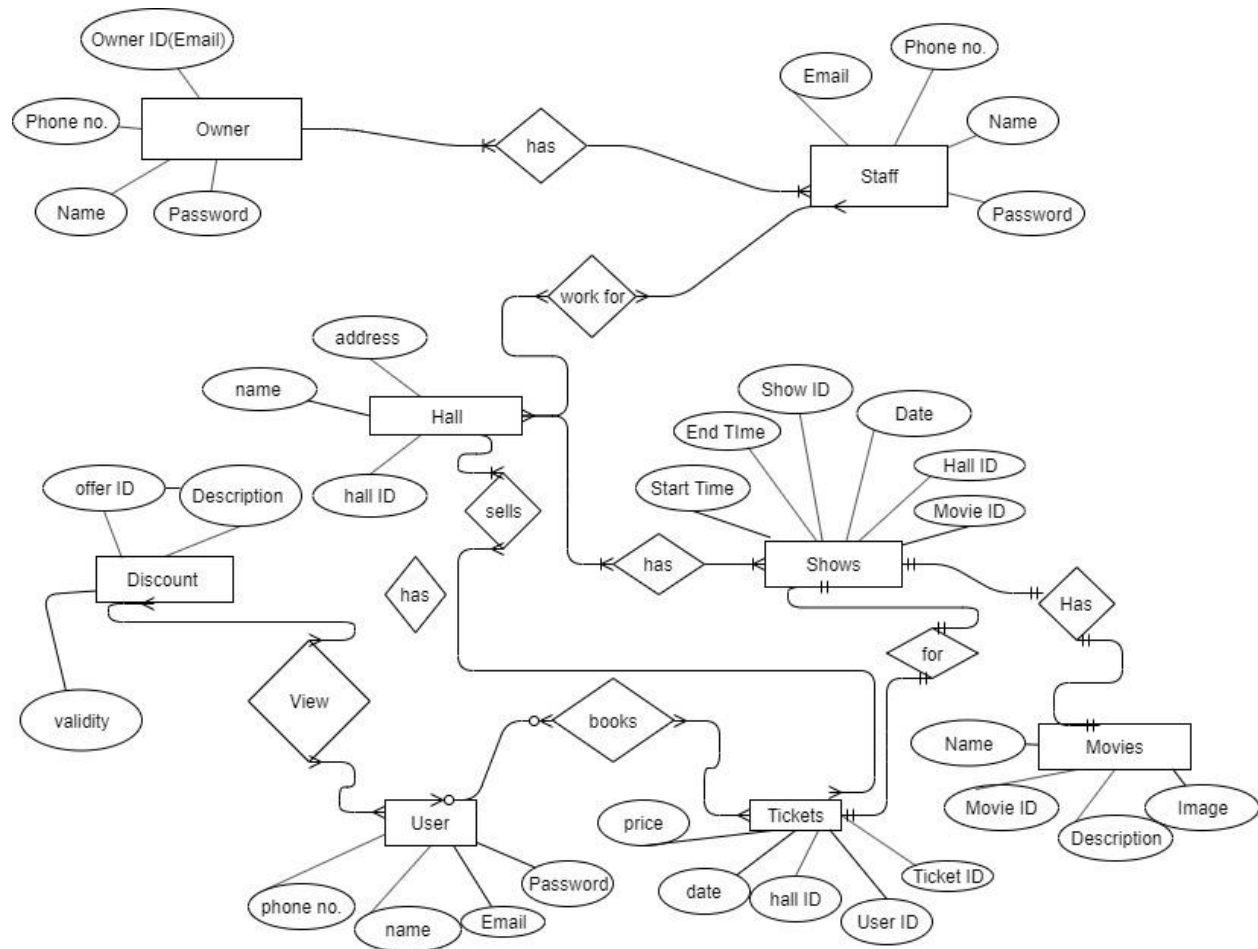 Owner ID(Email)
Phone no.
Owner
Name
Password
has
Email
Phone no.
Name
Staff
Password
work for
address
name
Hall
hall ID
sells
offer ID
Description
Discount
validity
has
View
Show ID
End TIme
Date
Start Time
Hall ID
Movie ID
has
Shows
Has
for
books
Name
Movies
Movie ID
Description
Image
User
phone no.
name
Email
Password
price
Tickets
date
hall ID
User ID
Ticket ID